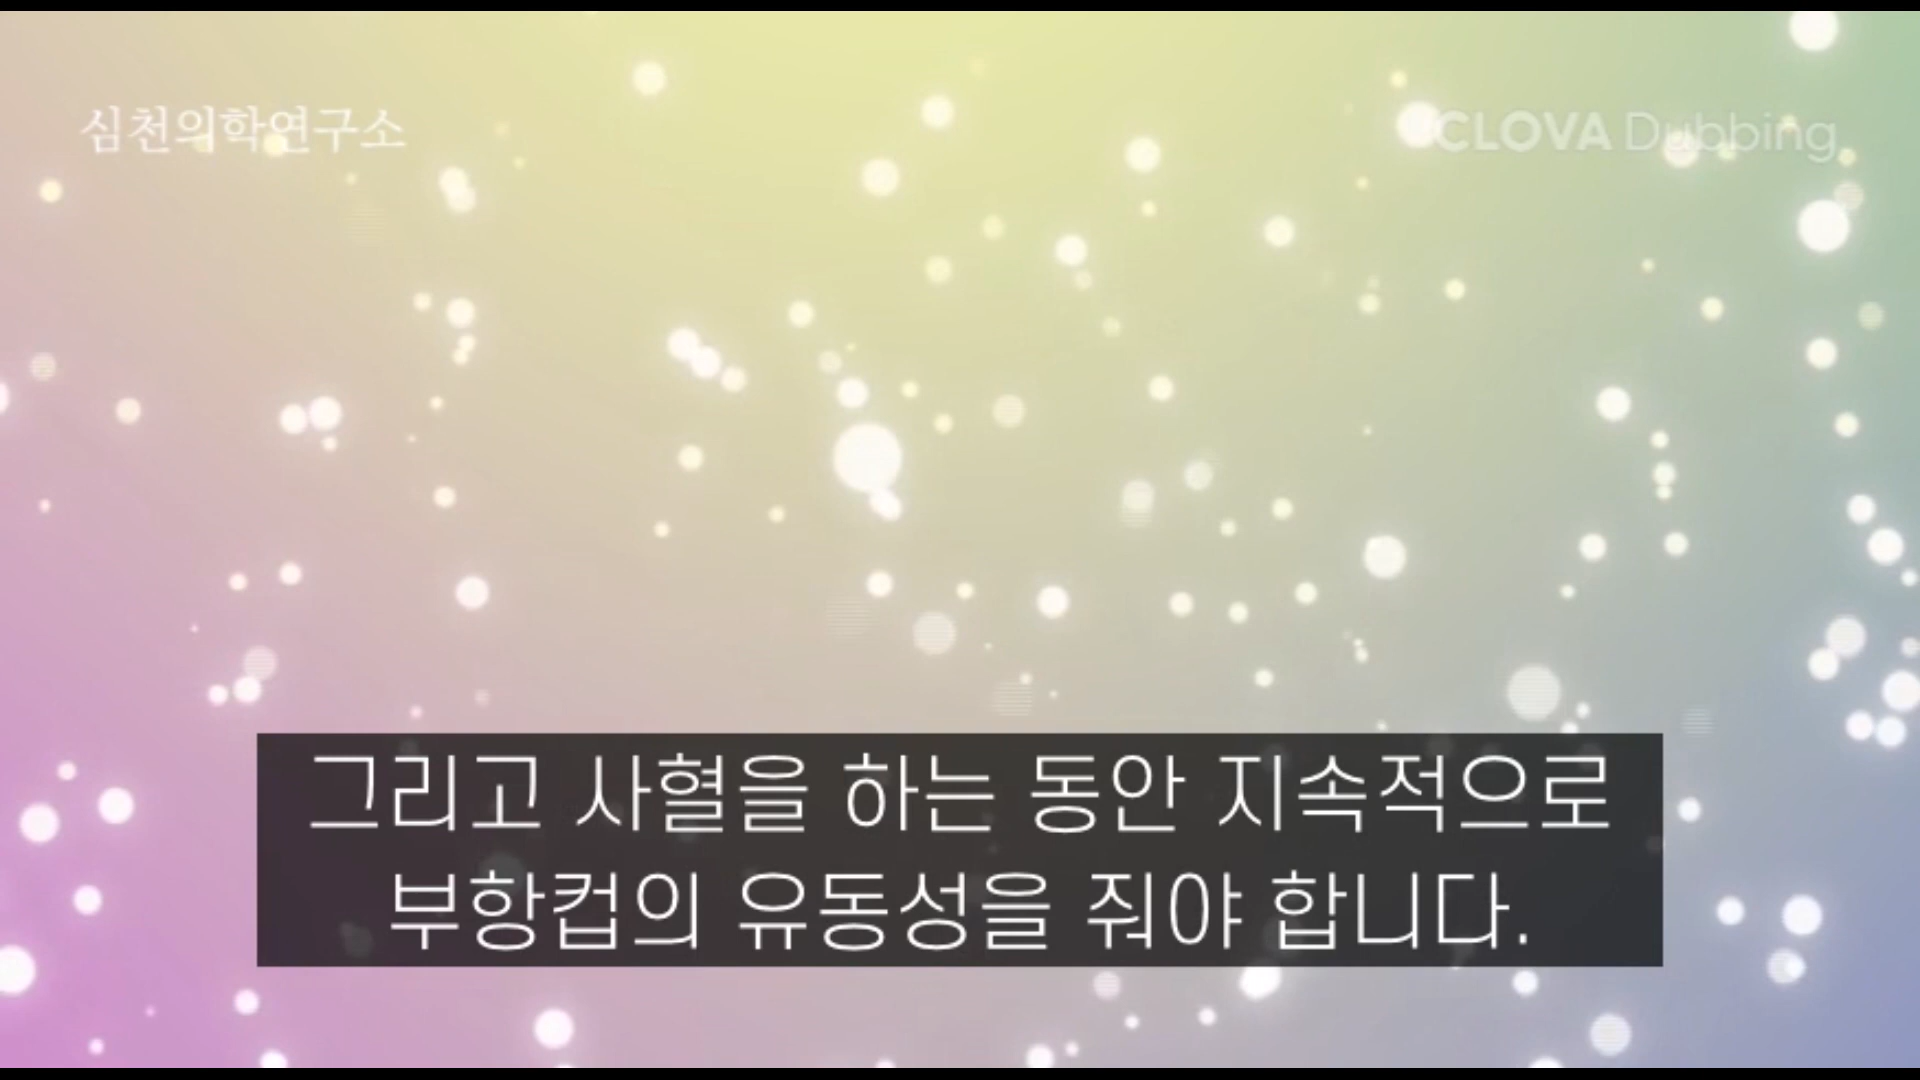 심천의학연구소
CLOVA Dubbing
그리고 사혈을 하는 동안 지속적으로
부항컵의 유동성을 줘야 합니다.